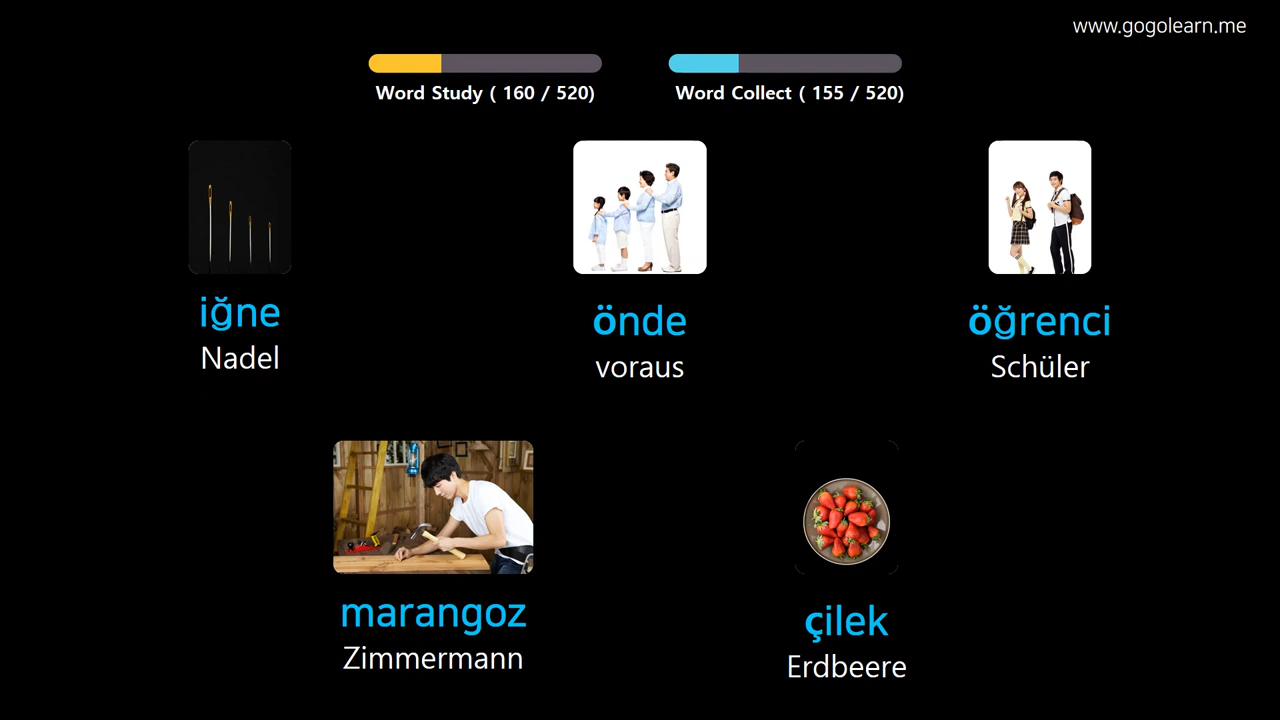 www.gogolearn.me
Word Study ( 160 / 520)
Word Collect ( 155 / 520)
iğne
Nadel
önde
voraus
öğrenci
Schüler
marangoz
Zimmermann
çilek
Erdbeere